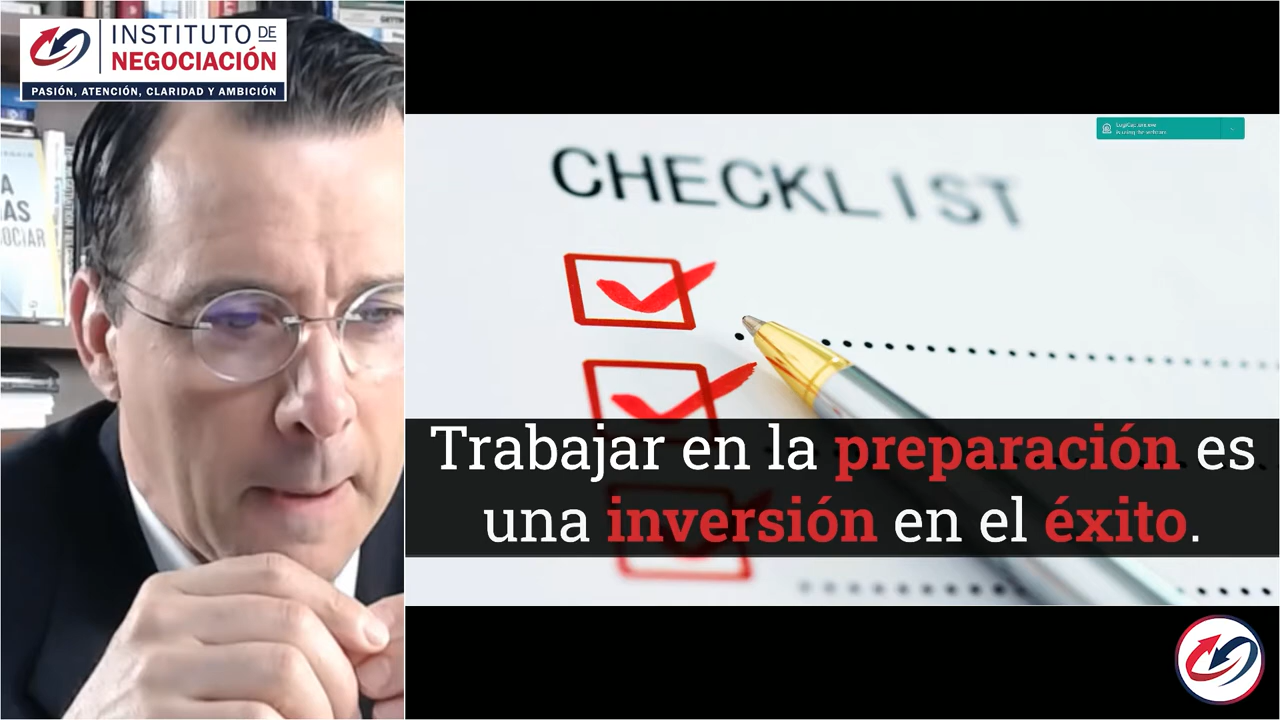 INSTITUTO DE
NEGOCIACIÓN
PASIÓN, ATENCIÓN, CLARIDAD Y AMBICIÓN
CHECKLIST
Trabajar en la preparación es
una inversión en el éxito.